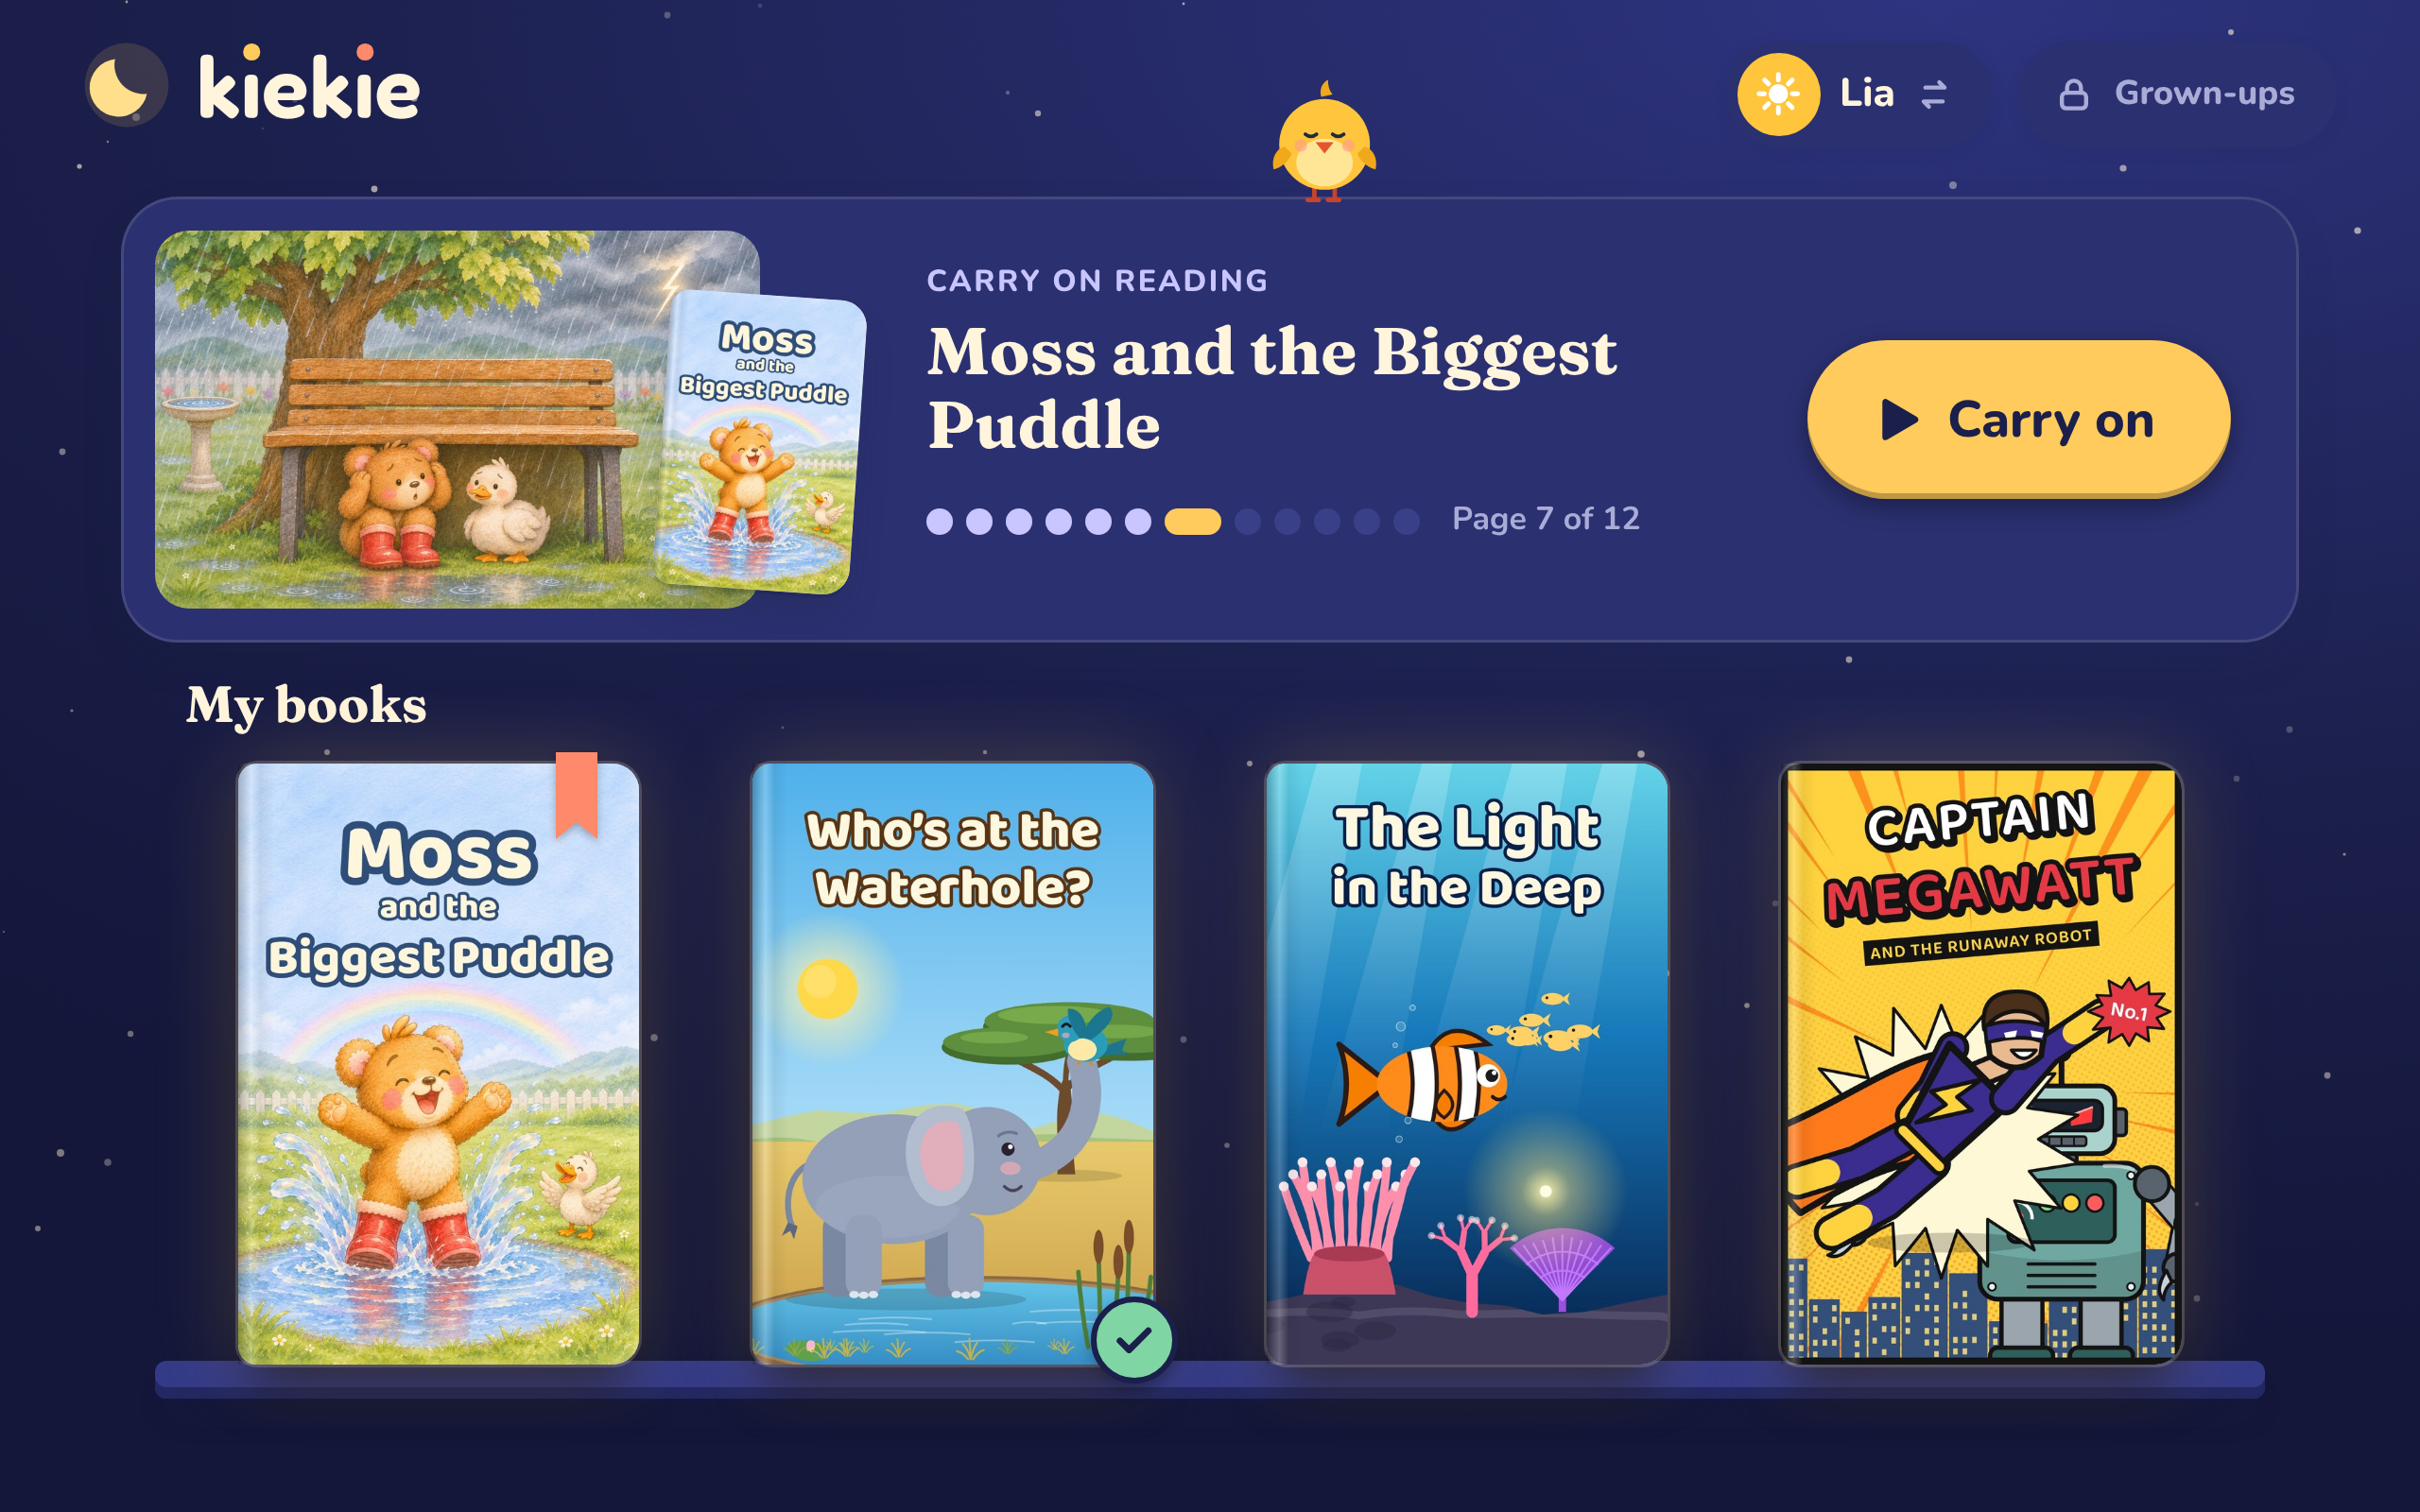 kiekie
Lia
Grown-ups
CARRY ON READING
Moss and the Biggest
Puddle
Page 7 of 12
Carry on
Moss
and the
Biggest Puddle
My books
Moss
and the
Biggest Puddle
Who's at the
Waterhole?
The Light
in the Deep
CAPTAIN
MEGAWATT
AND THE RUNAWAY ROBOT
No.1